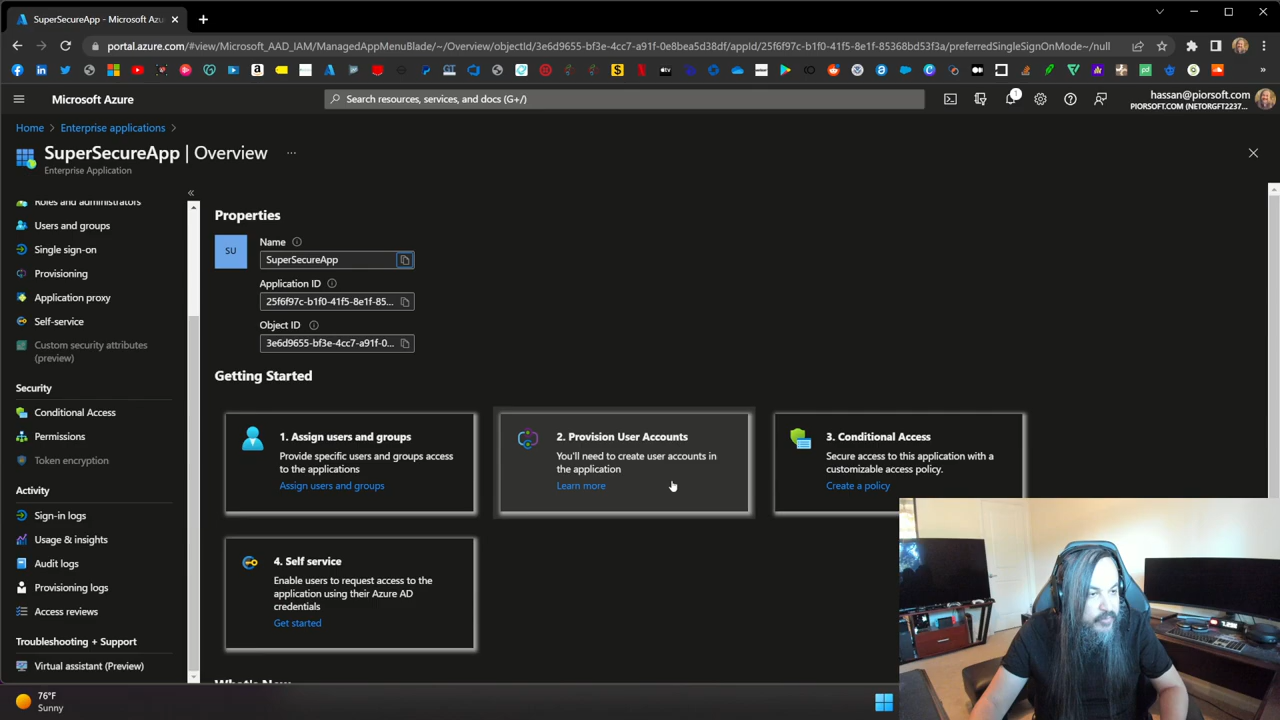 SuperSecureApp - Microsoft Azu
portal.azure.com/#view/Microsoft_AAD_IAM/ManagedAppMenuBlade/~/Overview/objectId/3e6d9655-bf3e-4cc7-a91f-0e8bea5d38df/appId/25f6f97c-b1f0-41f5-8e1f-85368bd53f3a/preferredSingleSignOnMode~/null
Microsoft Azure
Search resources, services, and docs (G+/)
1
hassan@piorsoft.com
PIORSOFT.COM (NETORGFT2237...
Home > Enterprise applications >
SuperSecureApp | Overview ...
Enterprise Application
Roles and administrators
Users and groups
Single sign-on
Provisioning
Application proxy
Self-service
Custom security attributes
(preview)
Security
Conditional Access
Permissions
Token encryption
Activity
Sign-in logs
Usage & insights
Audit logs
Provisioning logs
Access reviews
Troubleshooting + Support
Virtual assistant (Preview)
Properties
SU
Name
SuperSecureApp
Application ID
25f6f97c-b1f0-41f5-8e1f-85...
Object ID
3e6d9655-bf3e-4cc7-a91f-0...
Getting Started
1. Assign users and groups
Provide specific users and groups access
to the applications
Assign users and groups
2. Provision User Accounts
You'll need to create user accounts in
the application
Learn more
3. Conditional Access
Secure access to this application with a
customizable access policy.
Create a policy
4. Self service
Enable users to request access to the
application using their Azure AD
credentials
Get started
What's New
76°F
Sunny